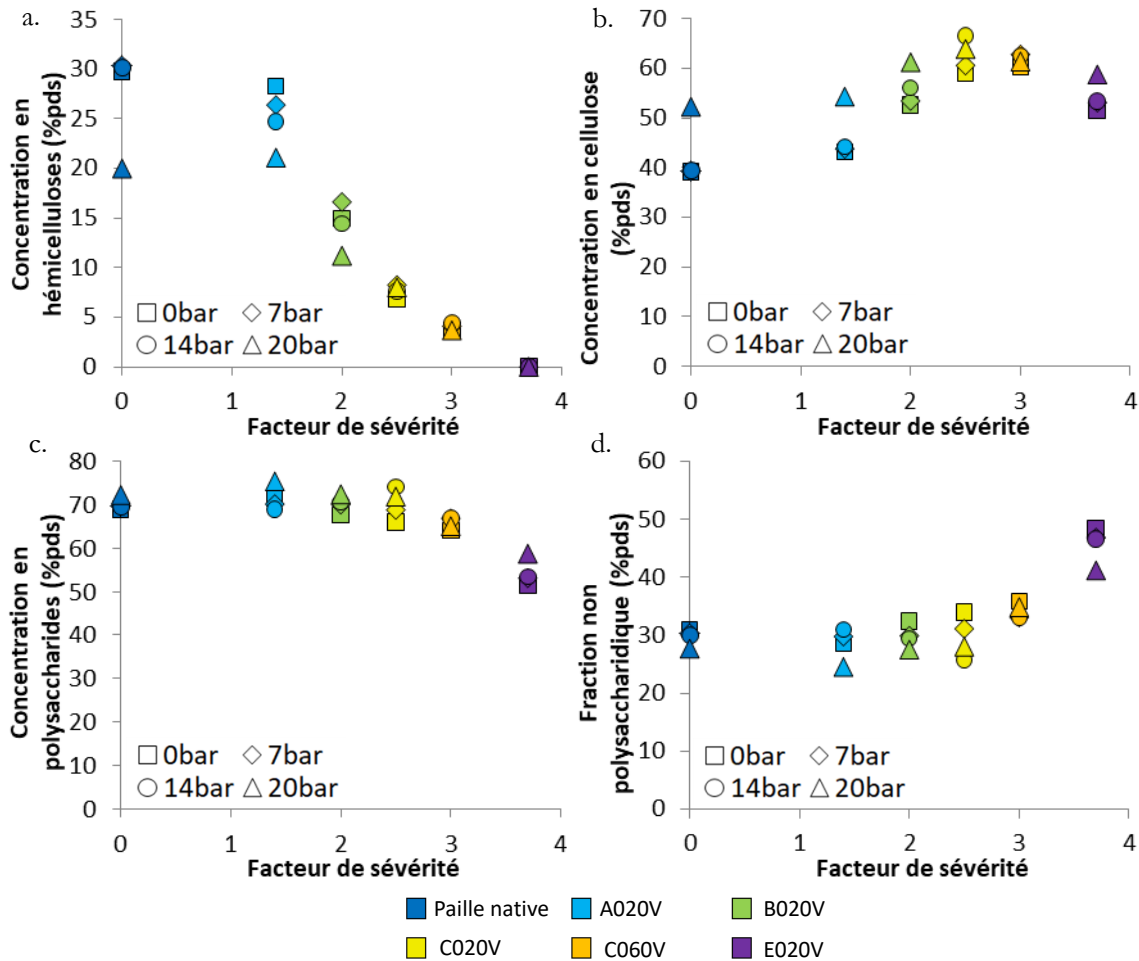 a.
Concentration en
hémicelluloses (%pds)
35
30
25
20
15
10
5
0
0bar
7bar
14bar
20bar
0 1 2 3 4
Facteur de sévérité
b.
Concentration en cellulose
(%pds)
70
60
50
40
30
20
10
0
0bar
7bar
14bar
20bar
0 1 2 3 4
Facteur de sévérité
c.
Concentration en
polysaccharides (%pds)
80
70
60
50
40
30
20
10
0
0bar
7bar
14bar
20bar
0 1 2 3 4
Facteur de sévérité
d.
Fraction non
polysaccharidique (%pds)
60
50
40
30
20
10
0
0bar
7bar
14bar
20bar
0 1 2 3 4
Facteur de sévérité
Paille native
A020V
B020V
C020V
C060V
E020V